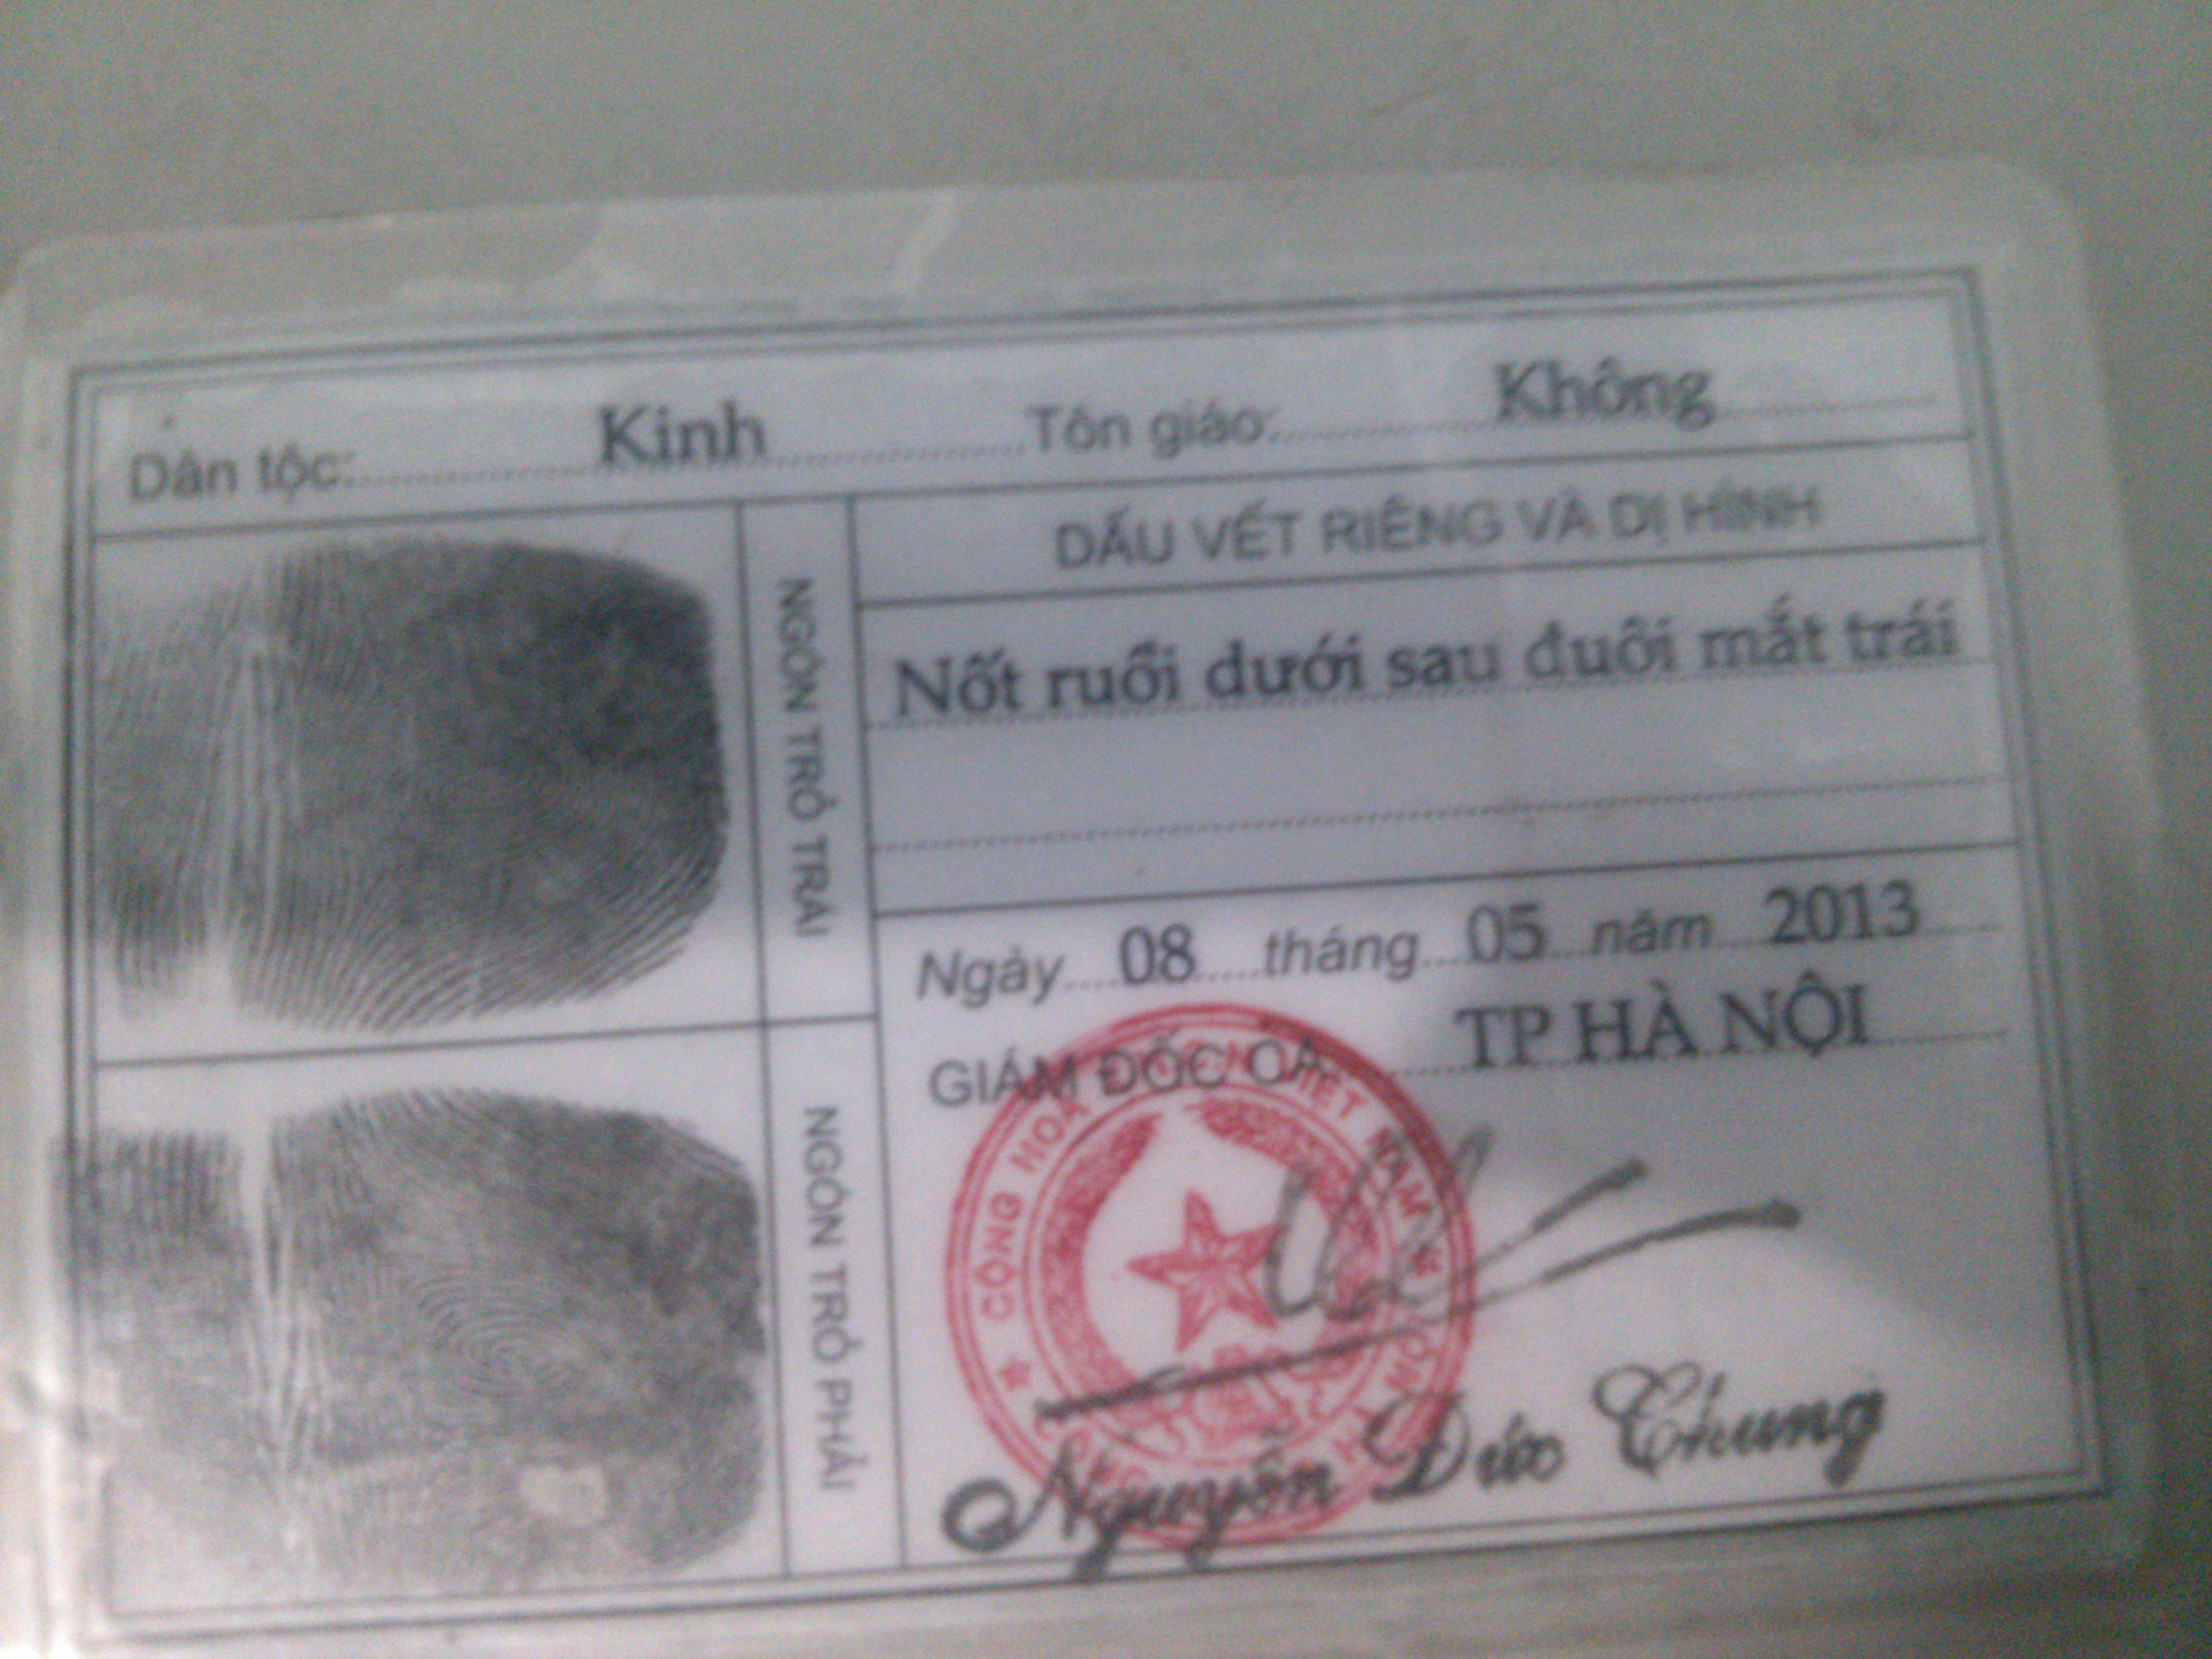 Dân tộc: Kinh Tôn giáo: Không
NGÓN TRỎ TRÁI
DẤU VẾT RIÊNG VÀ DỊ HÌNH
Nốt ruồi dưới sau đuôi mắt trái
Ngày 08 tháng 05 năm 2013
GIÁM ĐỐC CA TP HÀ NỘI
CỘNG HOÀ VIỆT NAM
NGÓN TRỎ PHẢI
Nguyễn Đức Chung